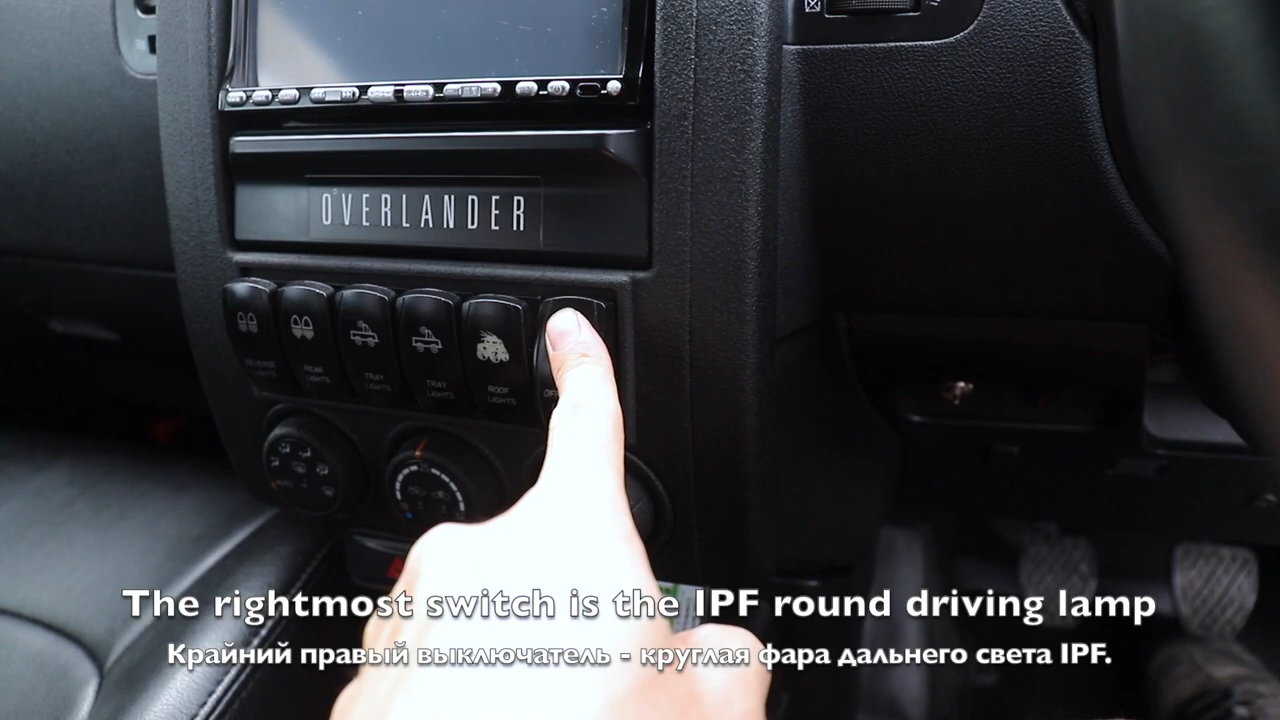 OVERLANDER
REVERSE LIGHTS
REAR LIGHTS
TRAY LIGHTS
TRAY LIGHTS
ROOF LIGHTS
The rightmost switch is the IPF round driving lamp
Крайний правый выключатель - круглая фара дальнего света IPF.